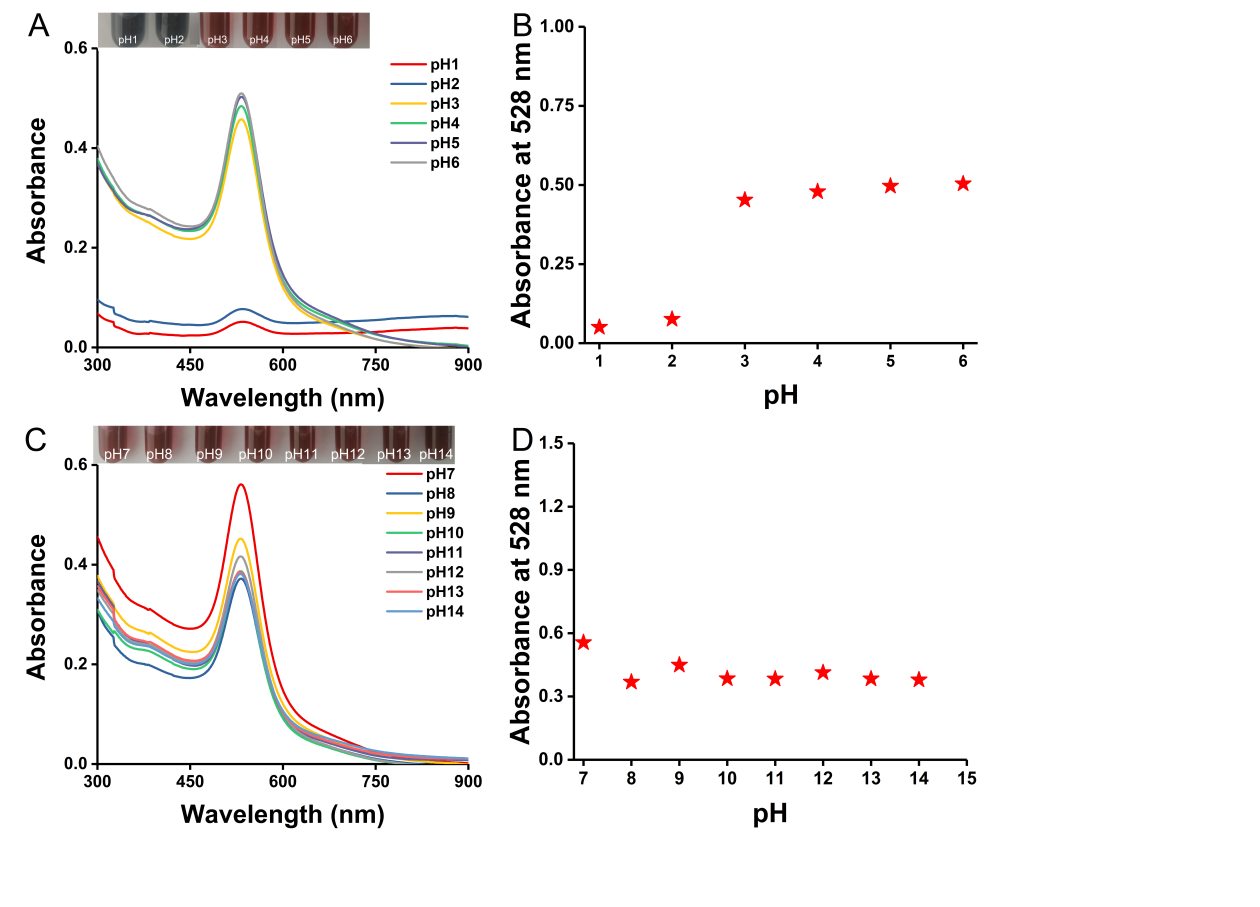 A
pH1 pH2 pH3 pH4 pH5 pH6
0.6
0.4
0.2
0.0
300 450 600 750 900
Absorbance
Wavelength (nm)
pH1
pH2
pH3
pH4
pH5
pH6
B
1.00
0.75
0.50
0.25
0.00
1 2 3 4 5 6
Absorbance at 528 nm
pH
C
pH7 pH8 pH9 pH10 pH11 pH12 pH13 pH14
0.6
0.4
0.2
0.0
300 450 600 750 900
Absorbance
Wavelength (nm)
pH7
pH8
pH9
pH10
pH11
pH12
pH13
pH14
D
1.5
1.2
0.9
0.6
0.3
0.0
7 8 9 10 11 12 13 14 15
Absorbance at 528 nm
pH